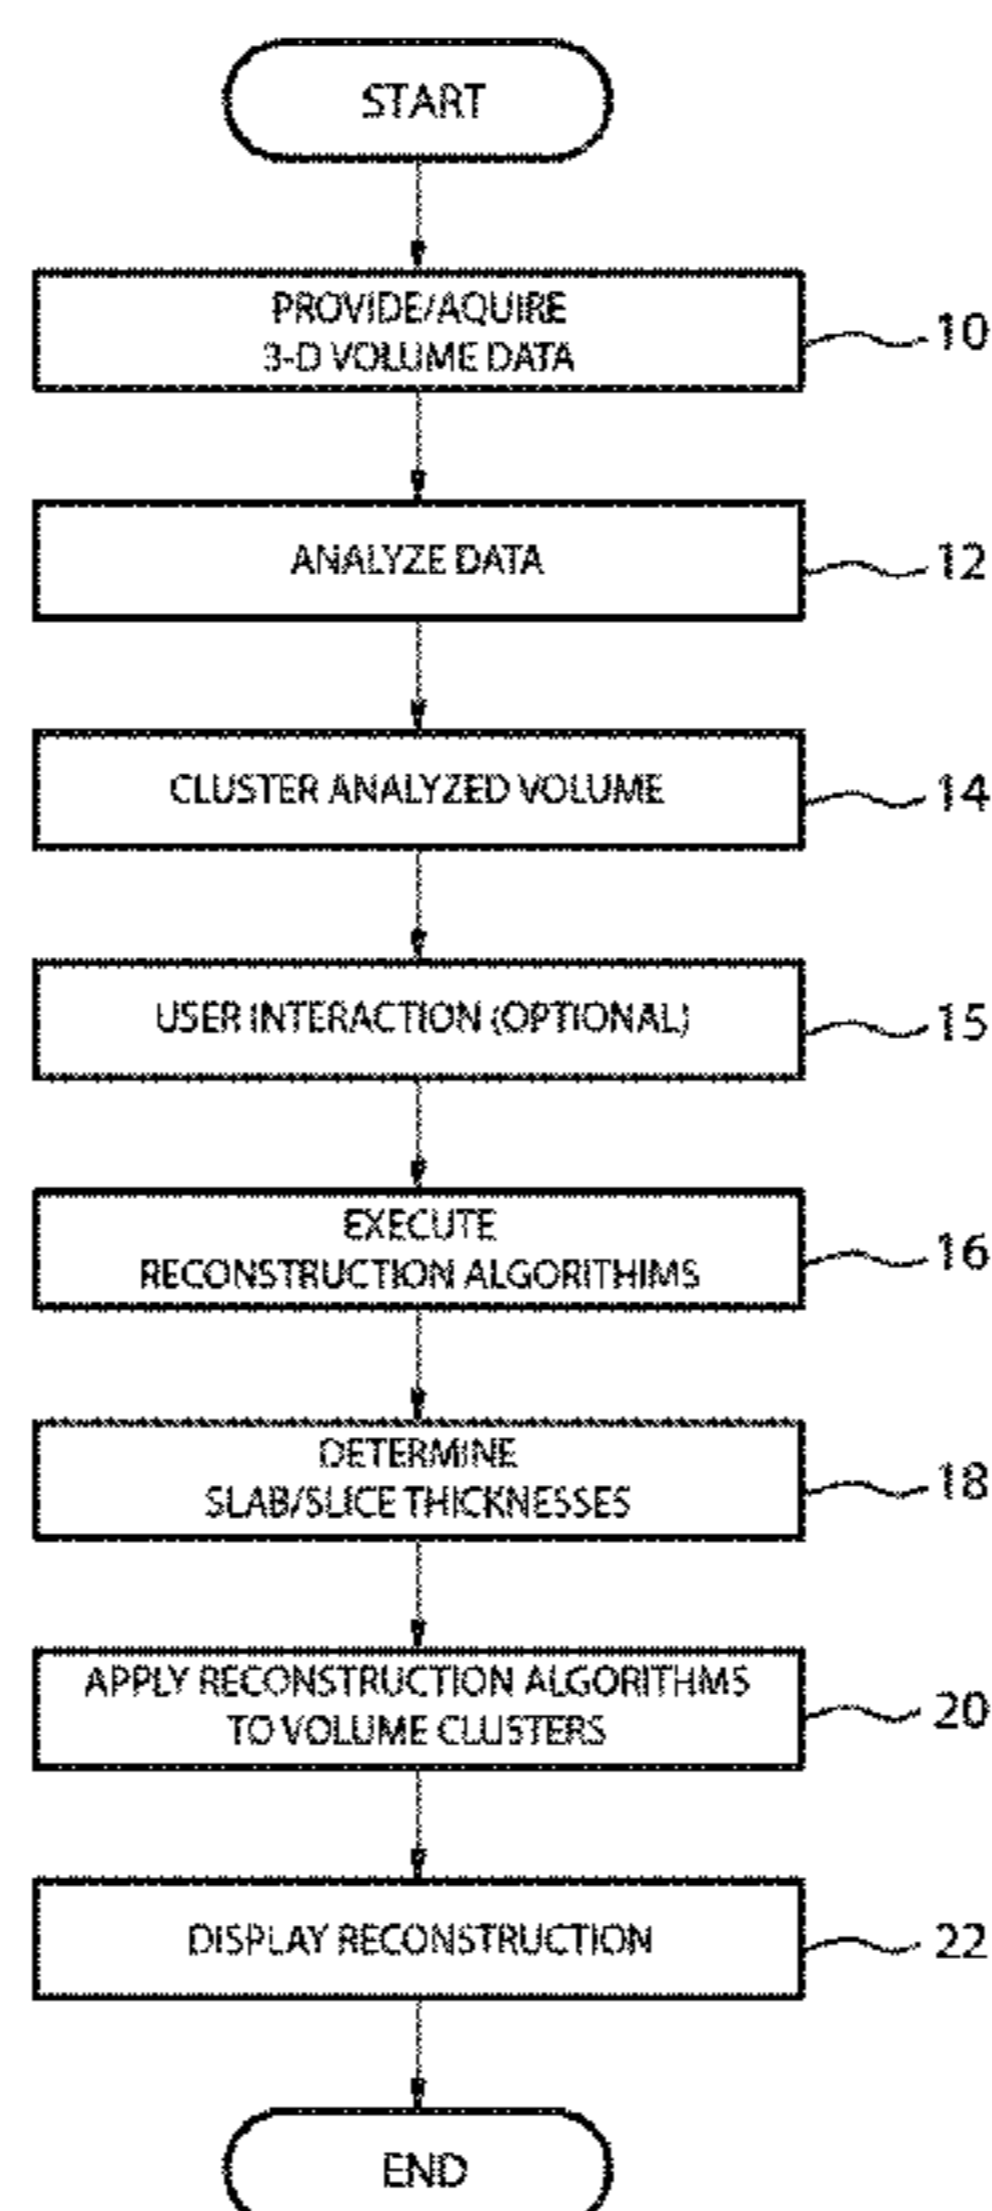 START
PROVIDE/AQUIRE
3-D VOLUME DATA
10
ANALYZE DATA
12
CLUSTER ANALYZED VOLUME
14
USER INTERACTION (OPTIONAL)
15
EXECUTE
RECONSTRUCTION ALGORITHIMS
16
DETERMINE
SLAB/SLICE THICKNESSES
18
APPLY RECONSTRUCTION ALGORITHMS
TO VOLUME CLUSTERS
20
DISPLAY RECONSTRUCTION
22
END